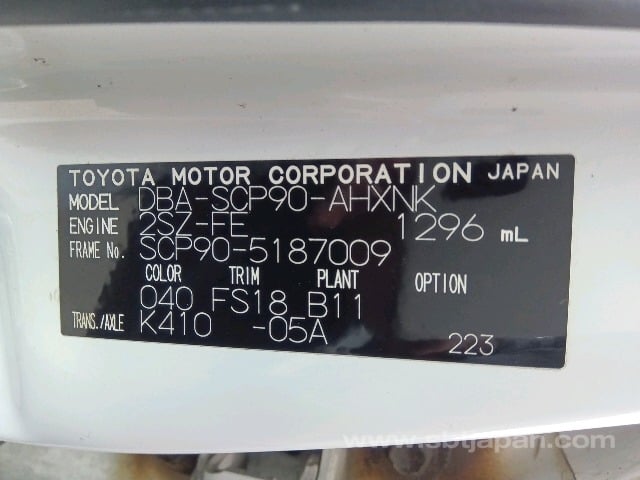 TOYOTA MOTOR CORPORATION JAPAN
MODEL DBA-SCP90-AHXNK
ENGINE 2SZ-FE 1296 mL
FRAME No. SCP90-5187009
COLOR TRIM PLANT OPTION
040 FS18 B11
TRANS./AXLE K410 -05A
223
www.sbtjapan.com